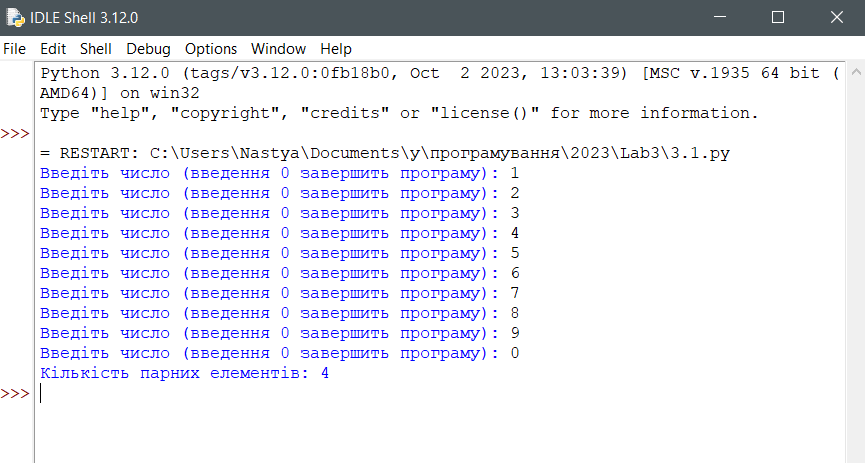 IDLE Shell 3.12.0
File Edit Shell Debug Options Window Help
Python 3.12.0 (tags/v3.12.0:0fb18b0, Oct  2 2023, 13:03:39) [MSC v.1935 64 bit (
AMD64)] on win32
Type "help", "copyright", "credits" or "license()" for more information.
>>>
= RESTART: C:\Users\Nastya\Documents\у\програмування\2023\Lab3\3.1.py
Введіть число (введення 0 завершить програму): 1
Введіть число (введення 0 завершить програму): 2
Введіть число (введення 0 завершить програму): 3
Введіть число (введення 0 завершить програму): 4
Введіть число (введення 0 завершить програму): 5
Введіть число (введення 0 завершить програму): 6
Введіть число (введення 0 завершить програму): 7
Введіть число (введення 0 завершить програму): 8
Введіть число (введення 0 завершить програму): 9
Введіть число (введення 0 завершить програму): 0
Кількість парних елементів: 4
>>>